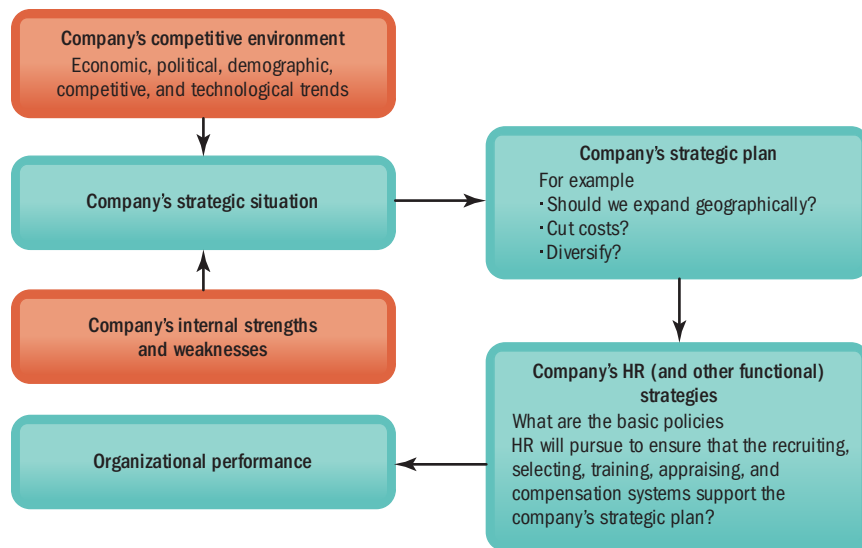 Company's competitive environment
Economic, political, demographic,
competitive, and technological trends
Company's strategic situation
Company's internal strengths
and weaknesses
Company's strategic plan
For example
· Should we expand geographically?
· Cut costs?
· Diversify?
Company's HR (and other functional)
strategies
What are the basic policies
HR will pursue to ensure that the recruiting,
selecting, training, appraising, and
compensation systems support the
company's strategic plan?
Organizational performance